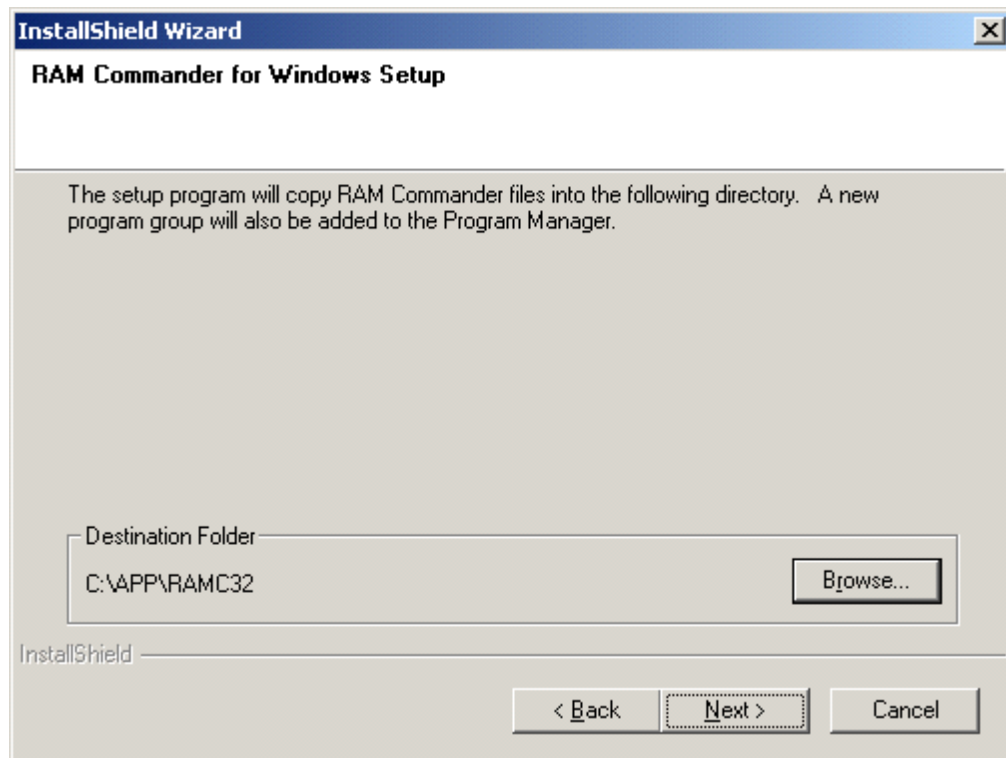 InstallShield Wizard
RAM Commander for Windows Setup
The setup program will copy RAM Commander files into the following directory.   A new
program group will also be added to the Program Manager.
Destination Folder
C:\APP\RAMC32
Browse...
InstallShield
< Back
Next >
Cancel